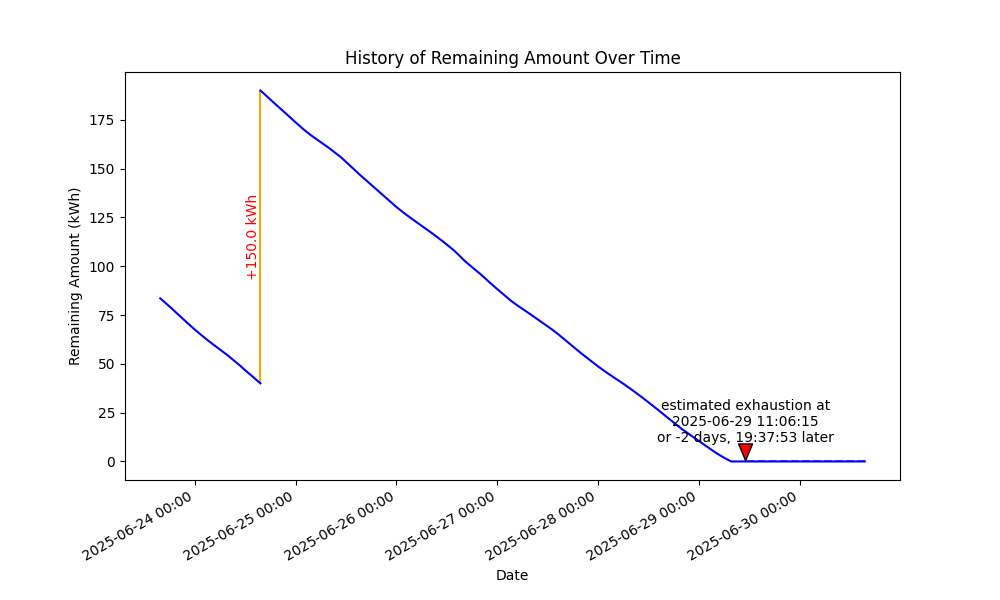 History of Remaining Amount Over Time
Remaining Amount (kWh)
175
150
125
100
75
50
25
0
+150.0 kWh
estimated exhaustion at
2025-06-29 11:06:15
or -2 days, 19:37:53 later
2025-06-24 00:00
2025-06-25 00:00
2025-06-26 00:00
2025-06-27 00:00
2025-06-28 00:00
2025-06-29 00:00
2025-06-30 00:00
Date